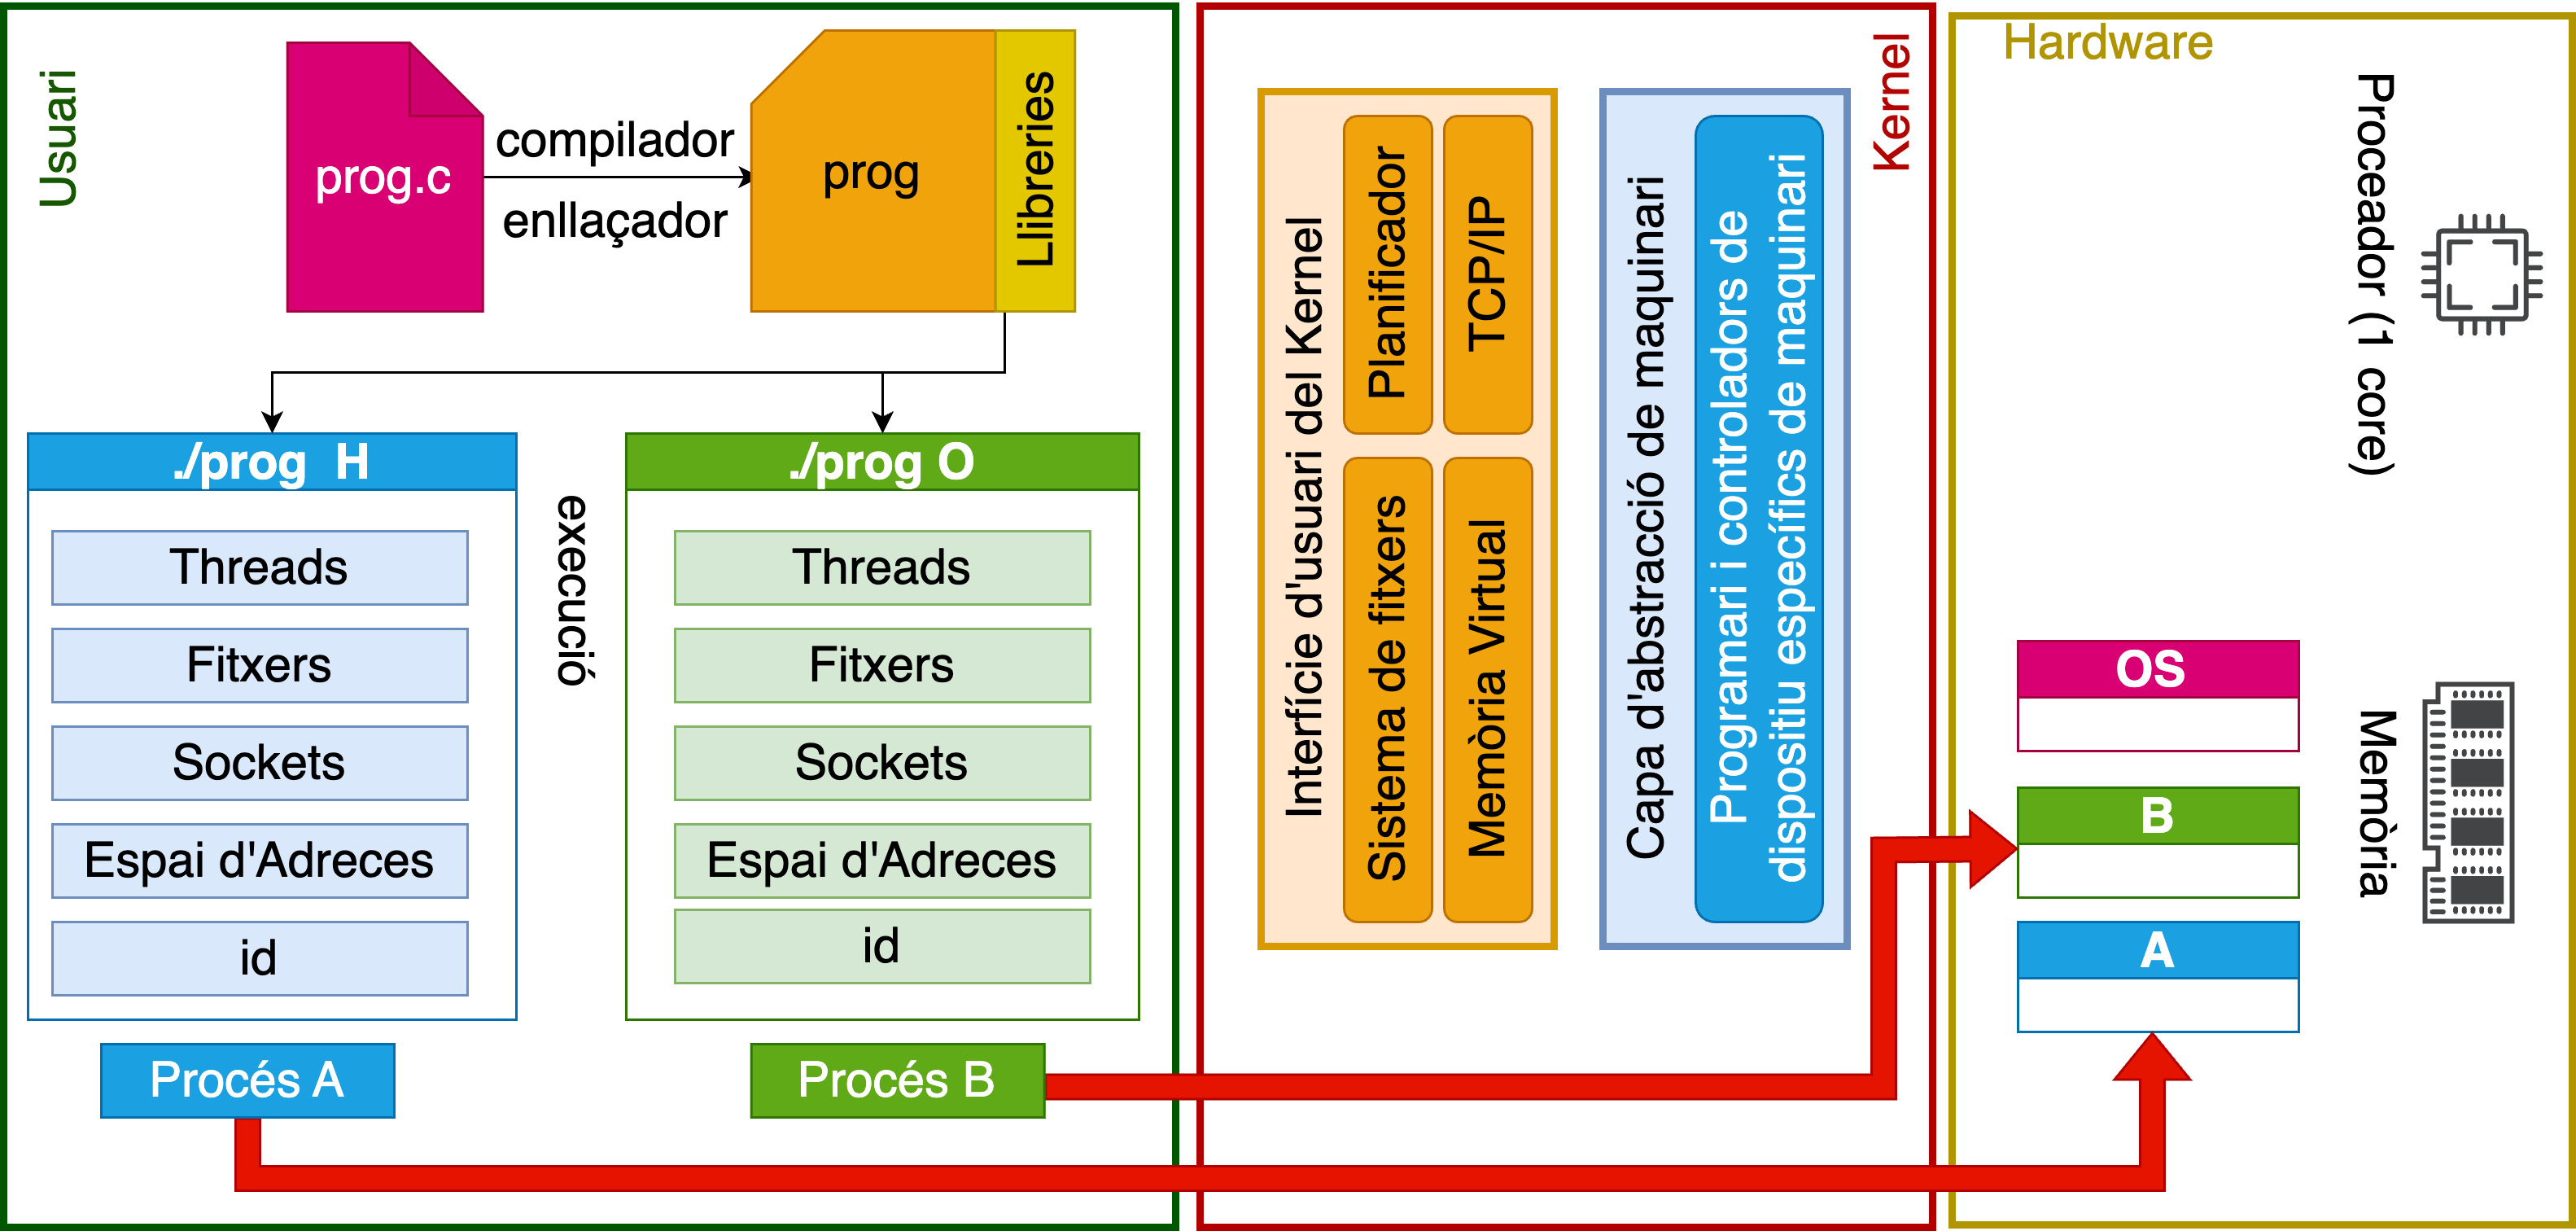 Usuari
prog.c
compilador
enllaçador
prog
Llibreries
./prog  H
Threads
Fitxers
Sockets
Espai d'Adreces
id
Procés A
execució
./prog O
Threads
Fitxers
Sockets
Espai d'Adreces
id
Procés B
Kernel
Interfície d'usuari del Kernel
Planificador
TCP/IP
Sistema de fitxers
Memòria Virtual
Capa d'abstracció de maquinari
Programari i controladors de
dispositiu específics de maquinari
Hardware
Proceador (1 core)
OS
B
A
Memòria